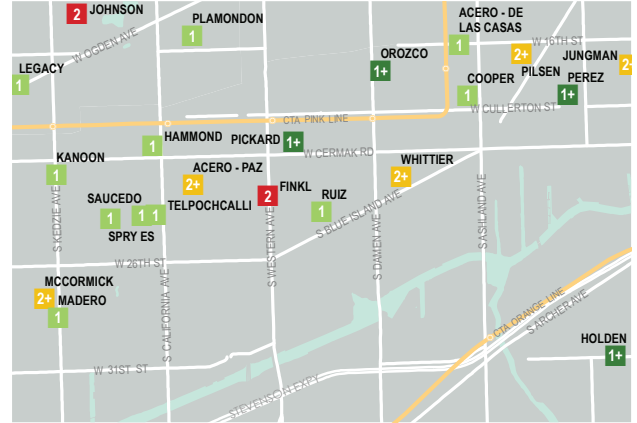 JOHNSON
2
PLAMONDON
1
W OGDEN AVE
ACERO - DE
LAS CASAS
1
W 16TH ST
OROZCO
1+
2+
PILSEN
JUNGMAN
2+
LEGACY
1
COOPER
1
PEREZ
1+
W CULLERTON ST
CTA PINK LINE
HAMMOND
1
PICKARD
1+
W CERMAK RD
KANOON
1
ACERO - PAZ
2+
WHITTIER
2+
SAUCEDO
1
1
1
TELPOCHCALLI
SPRY ES
FINKL
2
RUIZ
1
S BLUE ISLAND AVE
S KEDZIE AVE
S CALIFORNIA AVE
S WESTERN AVE
S DAMEN AVE
S ASHLAND AVE
W 26TH ST
MCCORMICK
2+
MADERO
1
CTA ORANGE LINE
S ARCHER AVE
HOLDEN
1+
W 31ST ST
STEVENSON EXPY